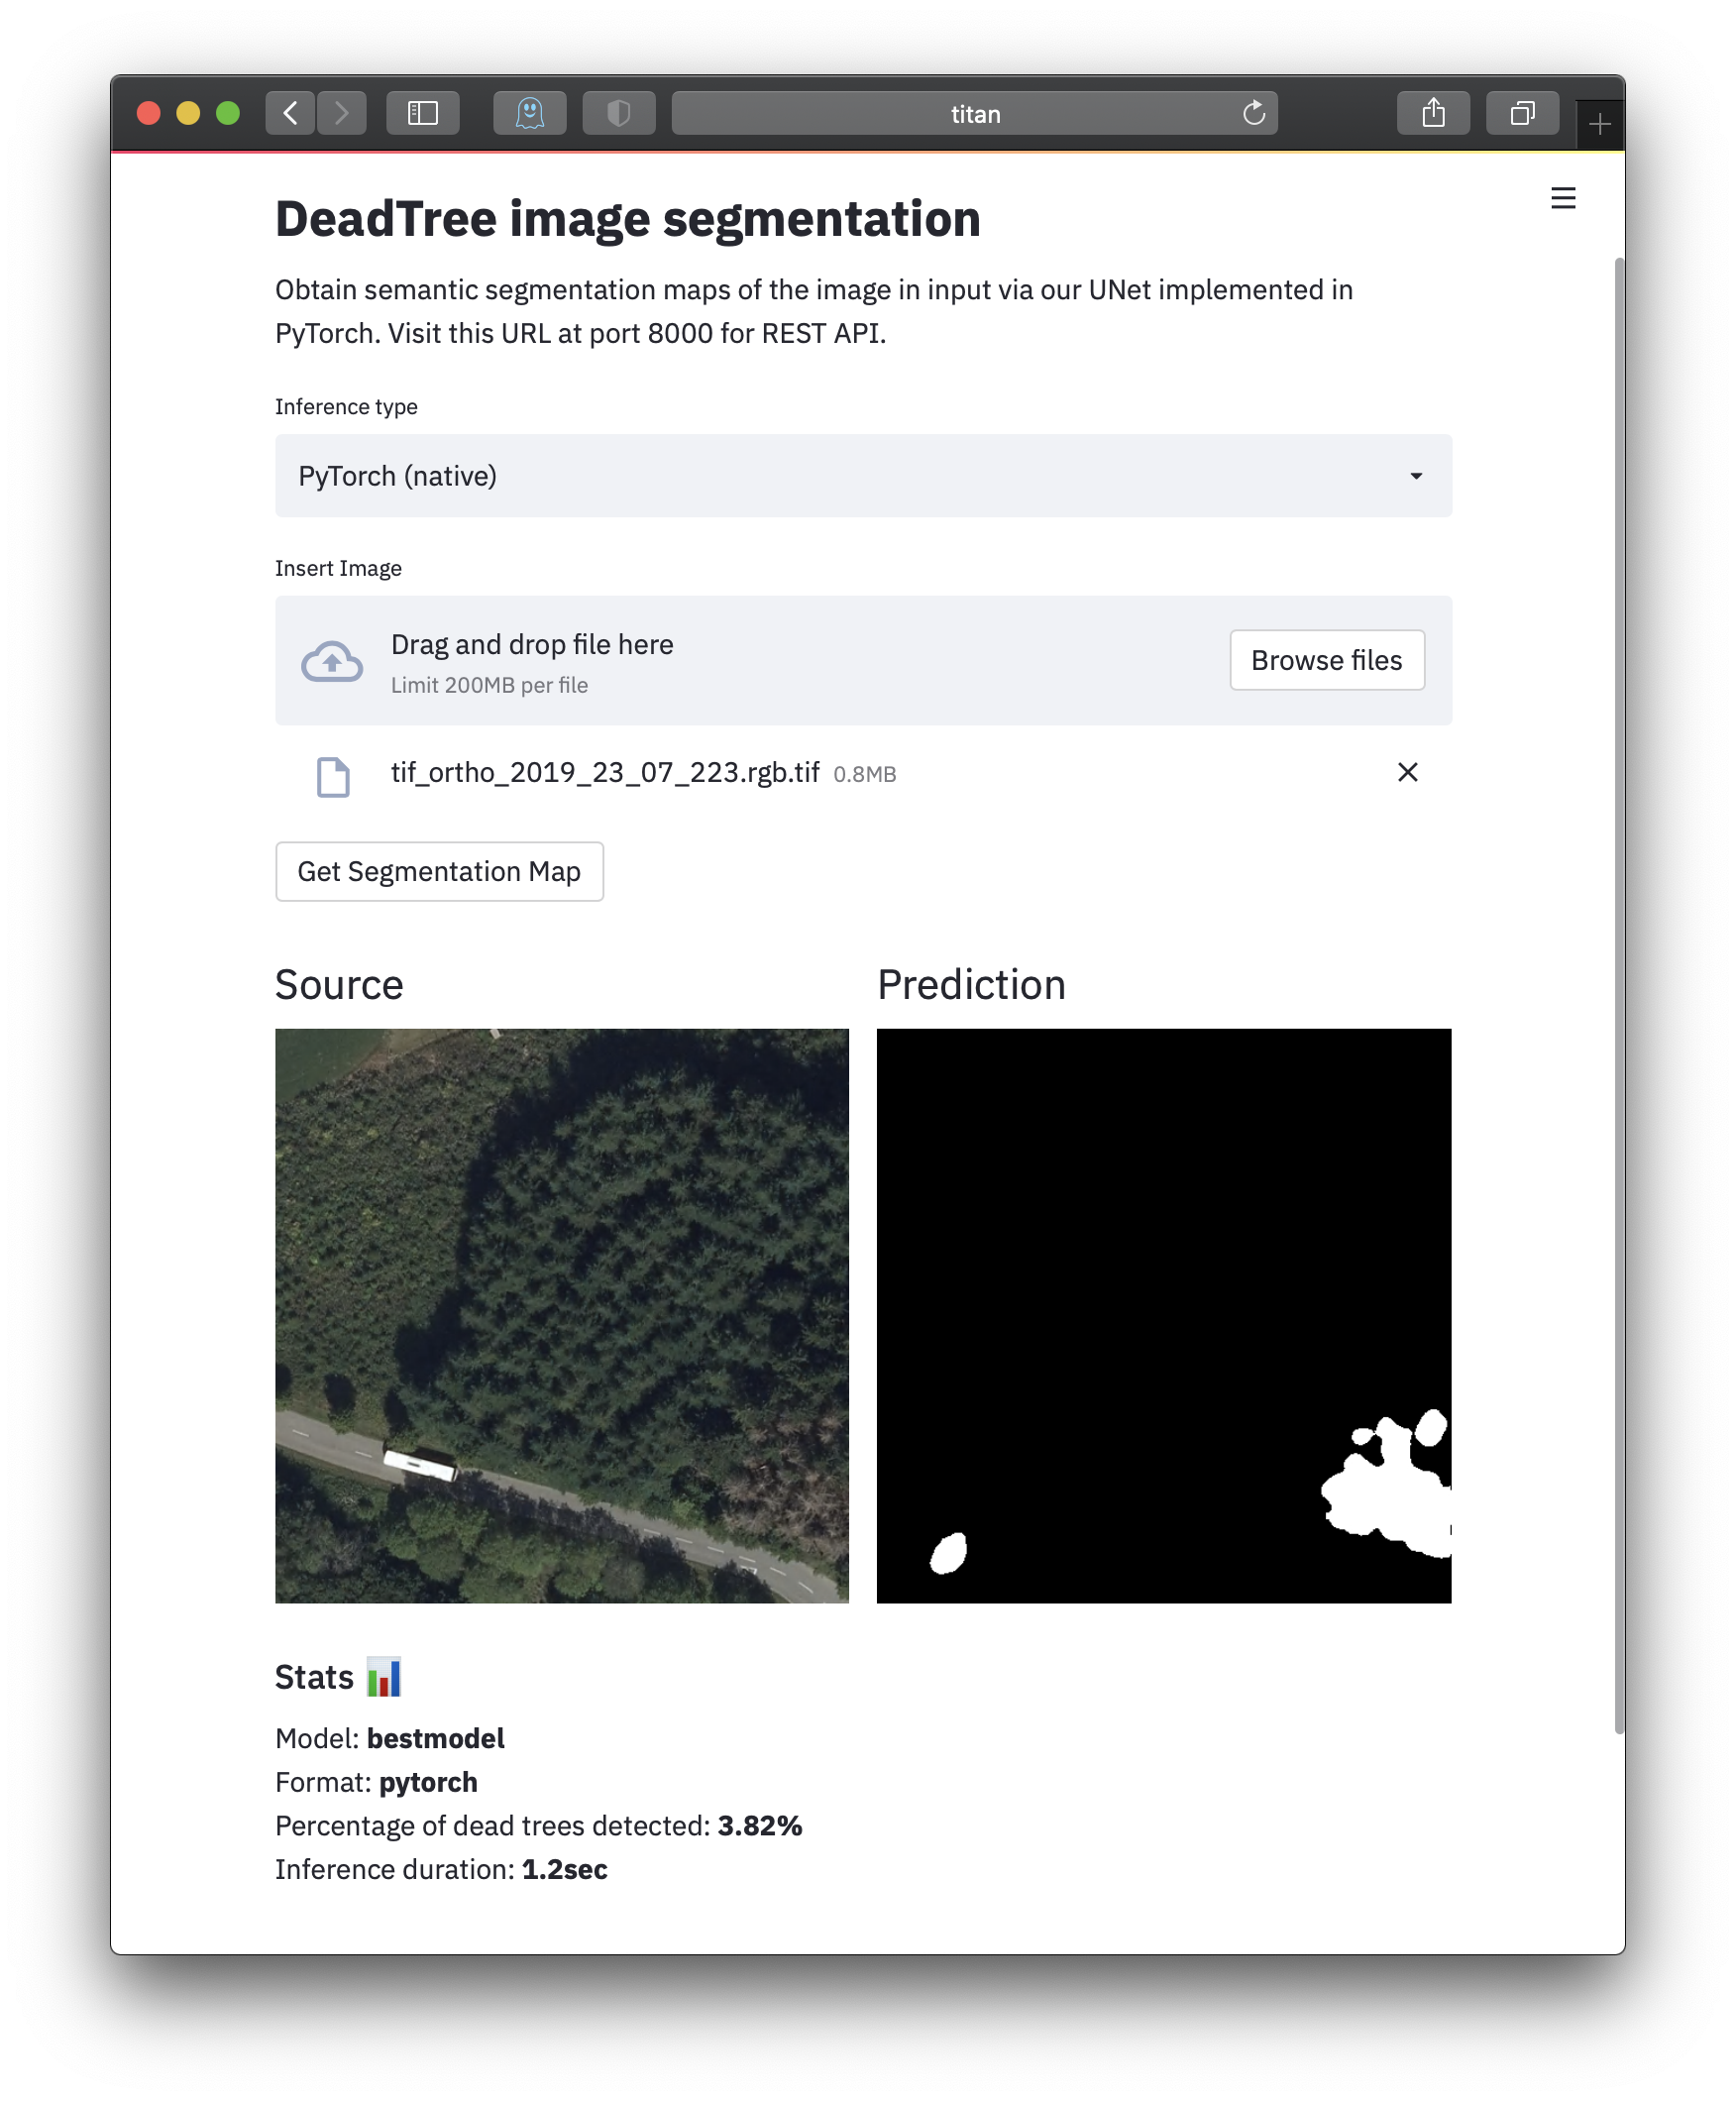 titan
DeadTree image segmentation
Obtain semantic segmentation maps of the image in input via our UNet implemented in
PyTorch. Visit this URL at port 8000 for REST API.
Inference type
PyTorch (native)
Insert Image
Drag and drop file here
Limit 200MB per file
Browse files
tif_ortho_2019_23_07_223.rgb.tif 0.8MB
Get Segmentation Map
Source
Prediction
Stats 📊
Model: bestmodel
Format: pytorch
Percentage of dead trees detected: 3.82%
Inference duration: 1.2sec